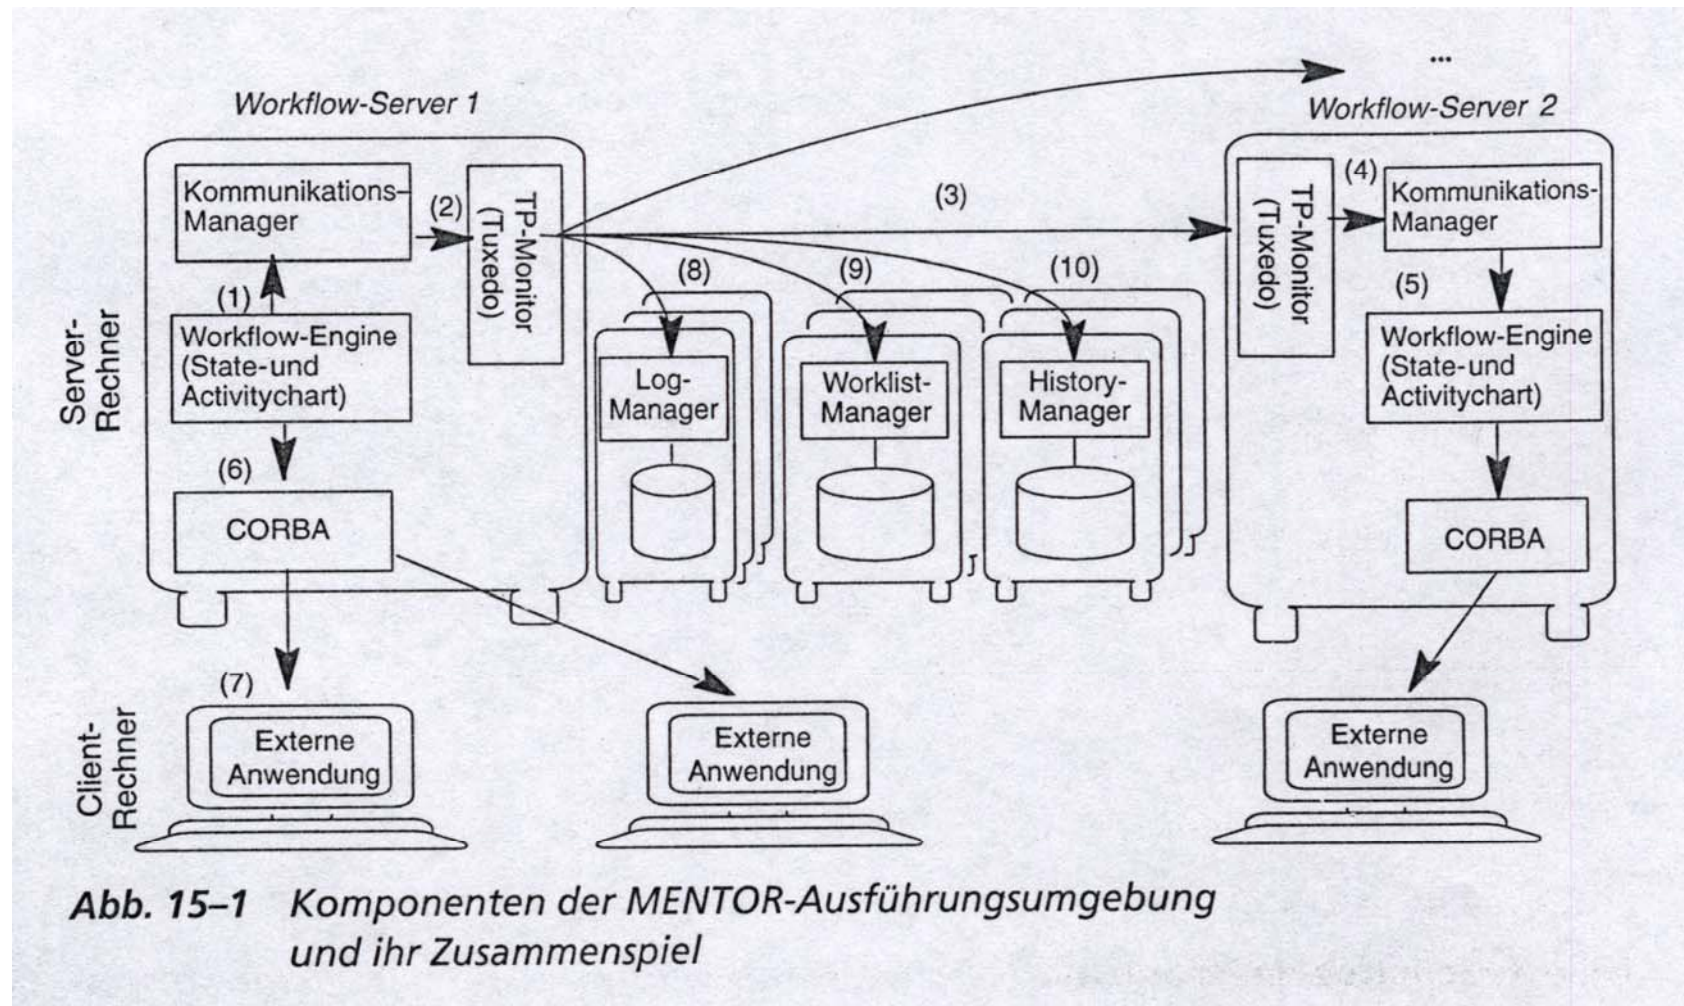 ...
Workflow-Server 1
Workflow-Server 2
Kommunikations-
Manager
(2)
TP-Monitor
(Tuxedo)
(3)
TP-Monitor
(Tuxedo)
(4)
Kommunikations-
Manager
(1)
(8)
(9)
(10)
(5)
Server-
Rechner
Workflow-Engine
(State-und
Activitychart)
Log-
Manager
Worklist-
Manager
History-
Manager
Workflow-Engine
(State-und
Activitychart)
(6)
CORBA
CORBA
Client-
Rechner
(7)
Externe
Anwendung
Externe
Anwendung
Externe
Anwendung
Abb. 15–1 Komponenten der MENTOR-Ausführungsumgebung
und ihr Zusammenspiel